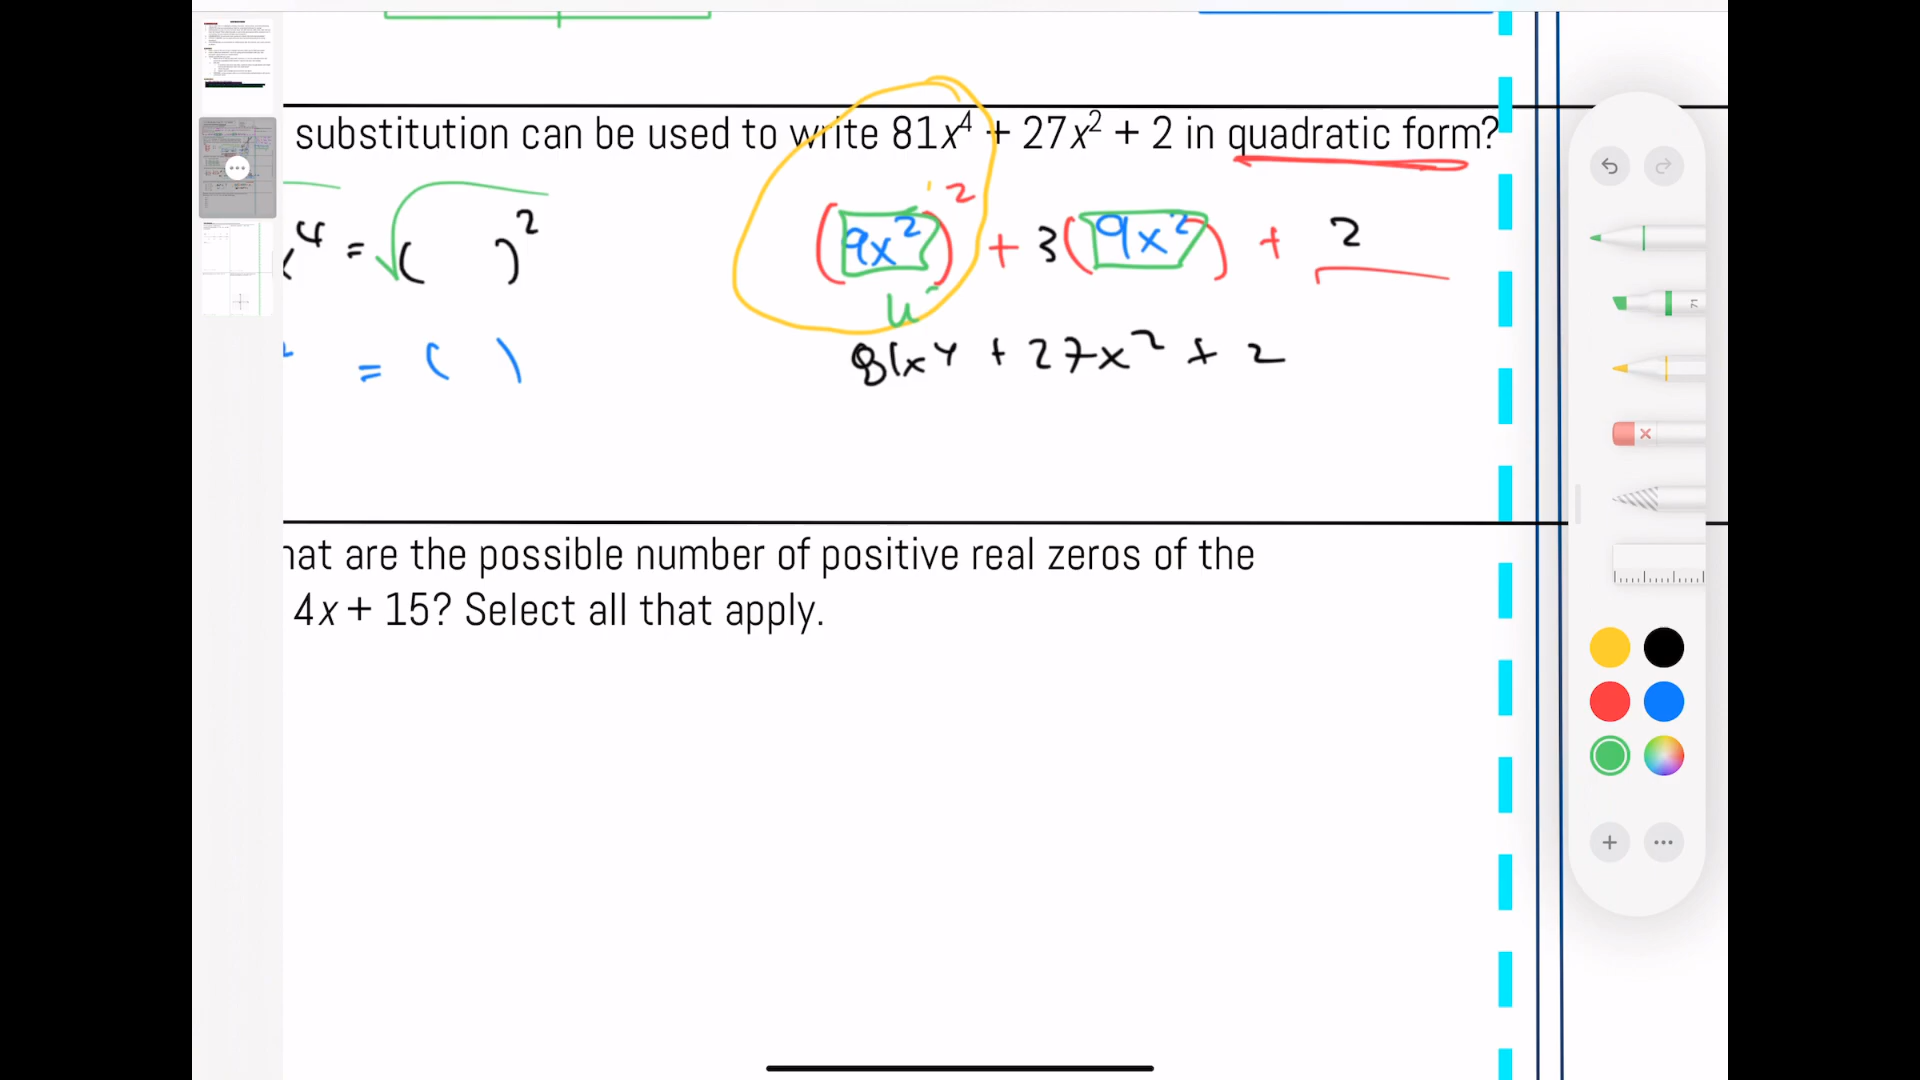 substitution can be used to write 81x⁴ + 27x² + 2 in quadratic form?
x⁴ = √( )²
(9x²)² + 3(9x²) + 2
u
² = ( )
81x⁴ + 27x² + 2
hat are the possible number of positive real zeros of the
4x + 15? Select all that apply.
71